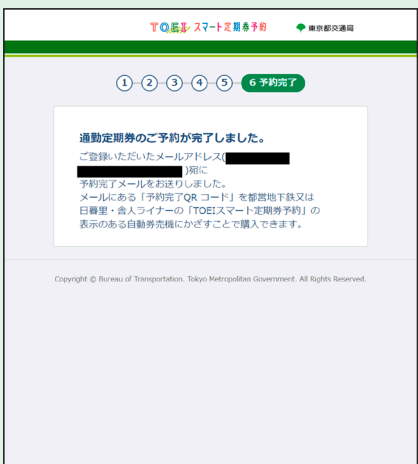 TOEI スマート定期券予約 東京都交通局
1 2 3 4 5 6 予約完了
通勤定期券のご予約が完了しました。
ご登録いただいたメールアドレス(
)宛に
予約完了メールをお送りしました。
メールにある「予約完了QR コード」を都営地下鉄又は
日暮里・舎人ライナーの「TOEIスマート定期券予約」の
表示のある自動券売機にかざすことで購入できます。
Copyright © Bureau of Transportation. Tokyo Metropolitan Government. All Rights Reserved.